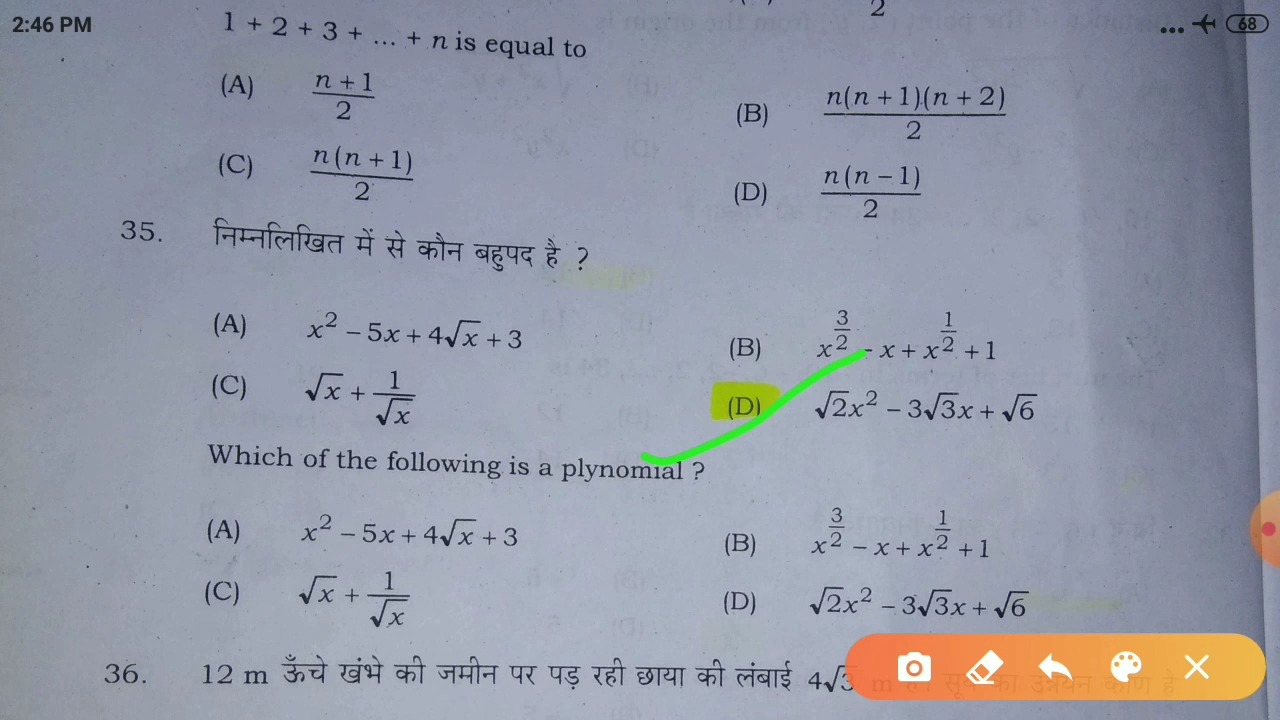 2:46 PM
68
2
1 + 2 + 3 + ... + n is equal to
(A) (n + 1)/2
(B) n(n + 1)(n + 2)/2
(C) n(n + 1)/2
(D) n(n − 1)/2
35. निम्नलिखित में से कौन बहुपद है ?
(A) x² − 5x + 4√x + 3
(B) x^(3/2) − x + x^(1/2) + 1
(C) √x + 1/√x
(D) √2x² − 3√3x + √6
Which of the following is a plynomial ?
(A) x² − 5x + 4√x + 3
(B) x^(3/2) − x + x^(1/2) + 1
(C) √x + 1/√x
(D) √2x² − 3√3x + √6
36. 12 m ऊँचे खंभे की जमीन पर पड़ रही छाया की लंबाई 4√3 m